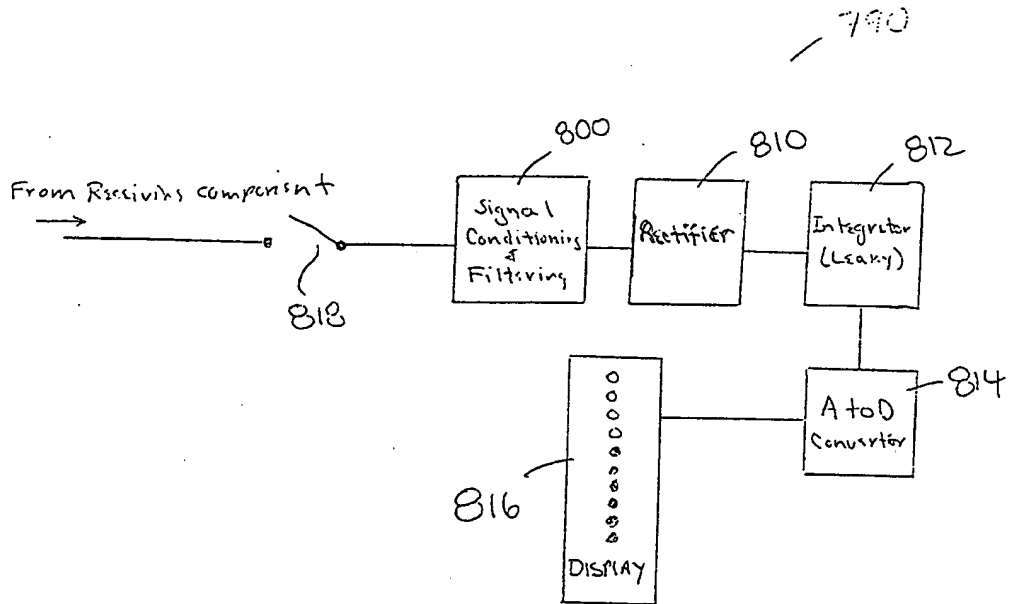 790
800
810
812
From Receiving component
818
Signal
Conditioning
&
Filtering
Rectifier
Integrator
(Leaky)
814
A to D
Converter
816
DISPLAY